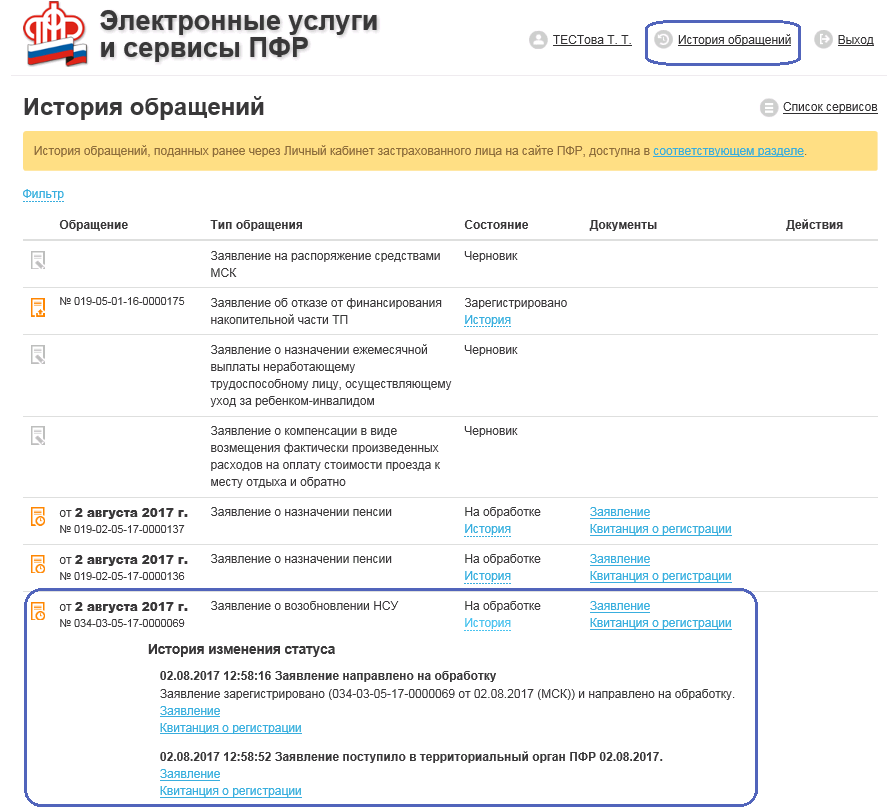 Электронные услуги
и сервисы ПФР
ТЕСТова Т. Т.
История обращений
Выход
История обращений
Список сервисов
История обращений, поданных ранее через Личный кабинет застрахованного лица на сайте ПФР, доступна в соответствующем разделе.
Фильтр
Обращение Тип обращения Состояние Документы Действия
Заявление на распоряжение средствами Черновик
МСК
№ 019-05-01-16-0000175 Заявление об отказе от финансирования Зарегистрировано
накопительной части ТП История
Заявление о назначении ежемесячной Черновик
выплаты неработающему
трудоспособному лицу, осуществляющему
уход за ребенком-инвалидом
Заявление о компенсации в виде Черновик
возмещения фактически произведенных
расходов на оплату стоимости проезда к
месту отдыха и обратно
от 2 августа 2017 г. Заявление о назначении пенсии На обработке Заявление
№ 019-02-05-17-0000137 История Квитанция о регистрации
от 2 августа 2017 г. Заявление о назначении пенсии На обработке Заявление
№ 019-02-05-17-0000136 История Квитанция о регистрации
от 2 августа 2017 г. Заявление о возобновлении НСУ На обработке Заявление
№ 034-03-05-17-0000069 История Квитанция о регистрации
История изменения статуса
02.08.2017 12:58:16 Заявление направлено на обработку
Заявление зарегистрировано (034-03-05-17-0000069 от 02.08.2017 (МСК)) и направлено на обработку.
Заявление
Квитанция о регистрации
02.08.2017 12:58:52 Заявление поступило в территориальный орган ПФР 02.08.2017.
Заявление
Квитанция о регистрации